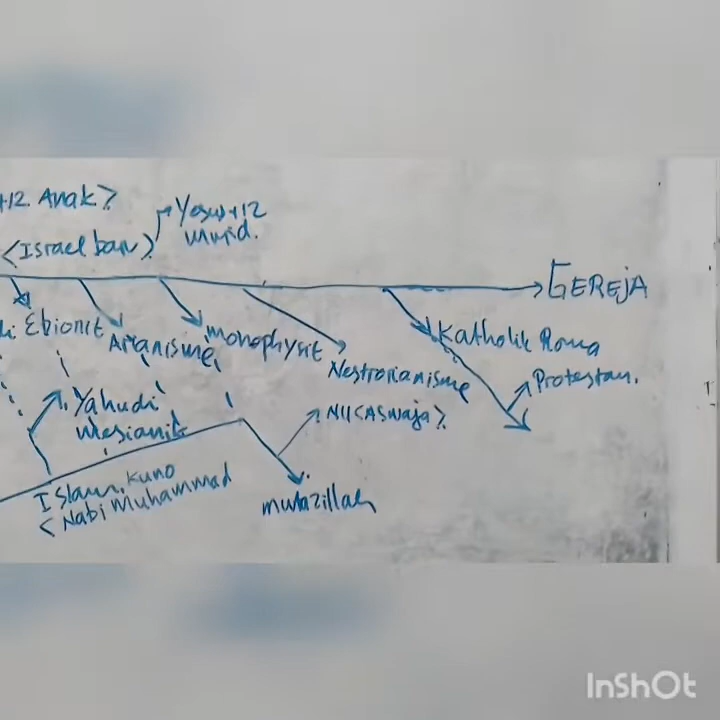 +12. Anak>
<Israel baru>
Yesus+12
murid.
GEREJA
Ebionit
Arianisme
monophysit
Nestorianisme
Katholik Roma
Protestan.
Yahudi
mesianik
NU<ASWaja>
Islam kuno
<Nabi Muhammad
mutazillah
InShOt